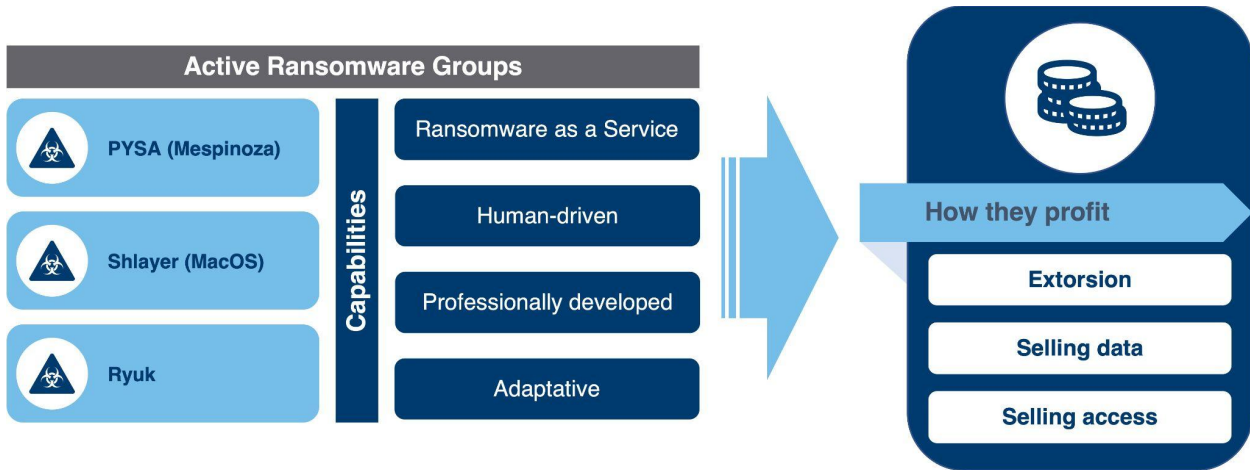 Active Ransomware Groups
PYSA (Mespinoza)
Shlayer (MacOS)
Ryuk
Capabilities
Ransomware as a Service
Human-driven
Professionally developed
Adaptative
How they profit
Extorsion
Selling data
Selling access